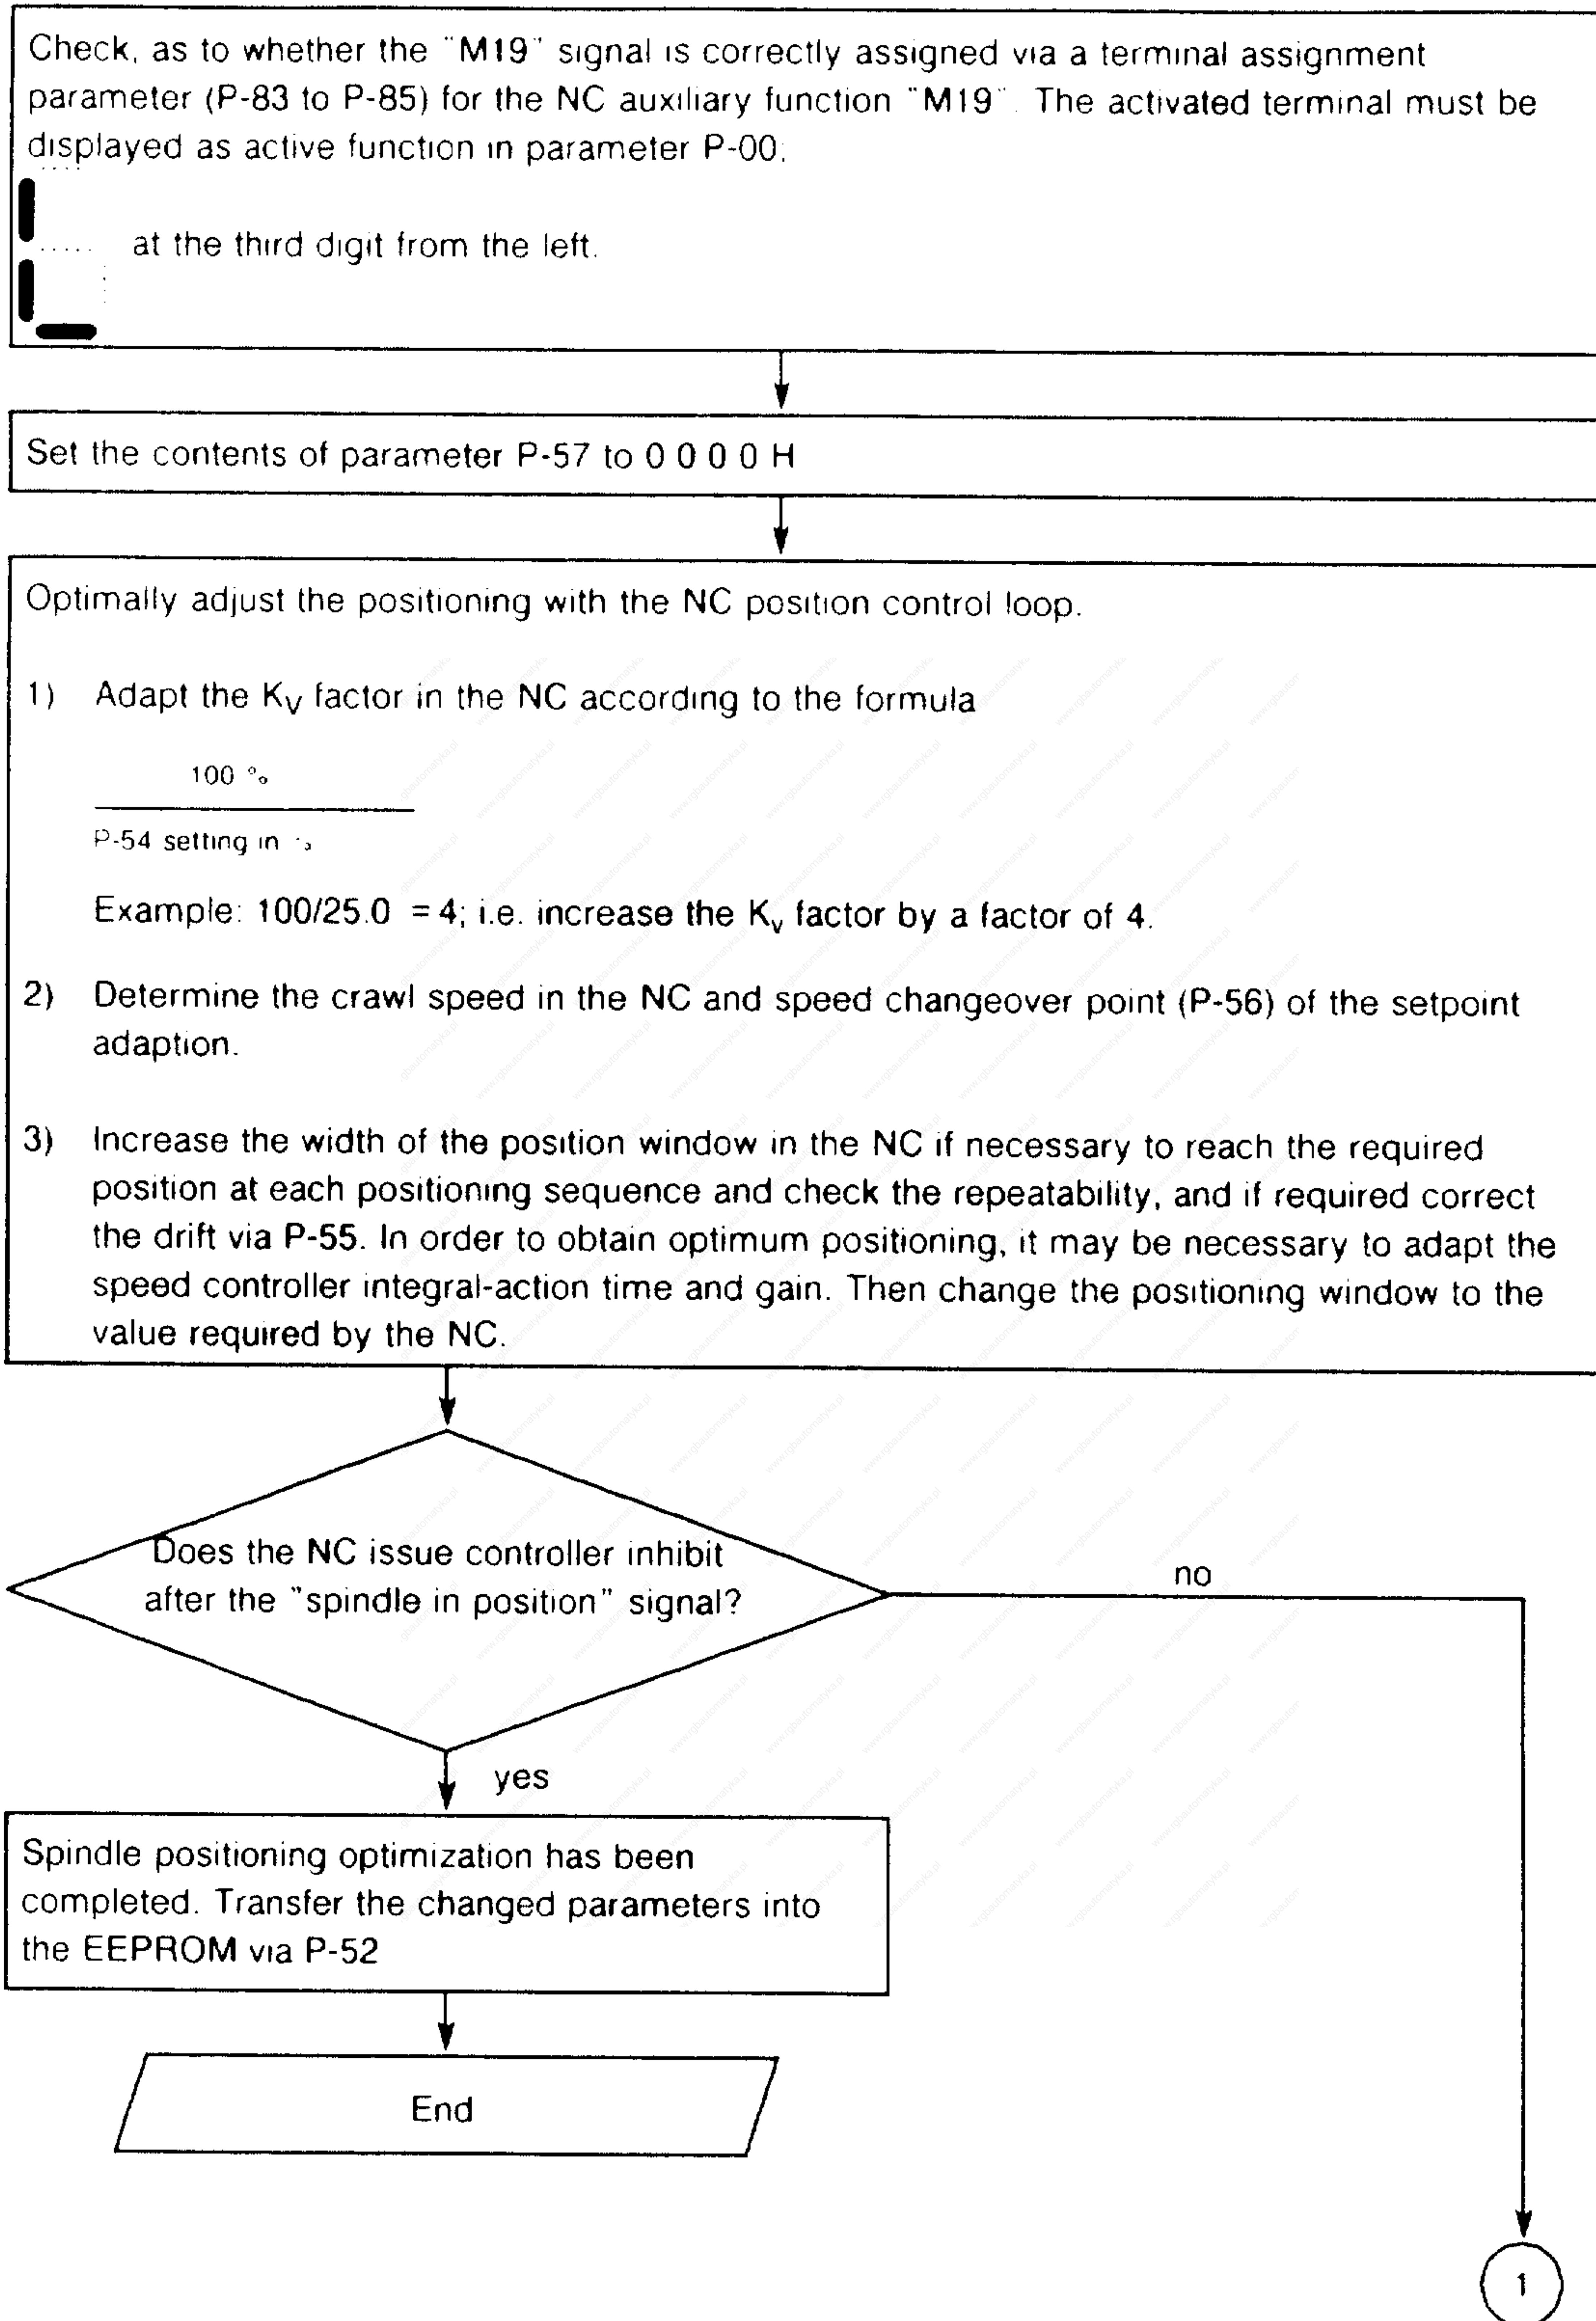 Check, as to whether the "M19" signal is correctly assigned via a terminal assignment
parameter (P-83 to P-85) for the NC auxiliary function "M19". The activated terminal must be
displayed as active function in parameter P-00.
at the third digit from the left.
Set the contents of parameter P-57 to 0 0 0 0 H
Optimally adjust the positioning with the NC position control loop.
1) Adapt the KV factor in the NC according to the formula
100 %
P-54 setting in %
Example: 100/25.0 = 4; i.e. increase the Kv factor by a factor of 4.
2) Determine the crawl speed in the NC and speed changeover point (P-56) of the setpoint
adaption.
3) Increase the width of the position window in the NC if necessary to reach the required
position at each positioning sequence and check the repeatability, and if required correct
the drift via P-55. In order to obtain optimum positioning, it may be necessary to adapt the
speed controller integral-action time and gain. Then change the positioning window to the
value required by the NC.
Does the NC issue controller inhibit
after the "spindle in position" signal?
no
yes
Spindle positioning optimization has been
completed. Transfer the changed parameters into
the EEPROM via P-52
End
1
www.rgbautomatyka.pl